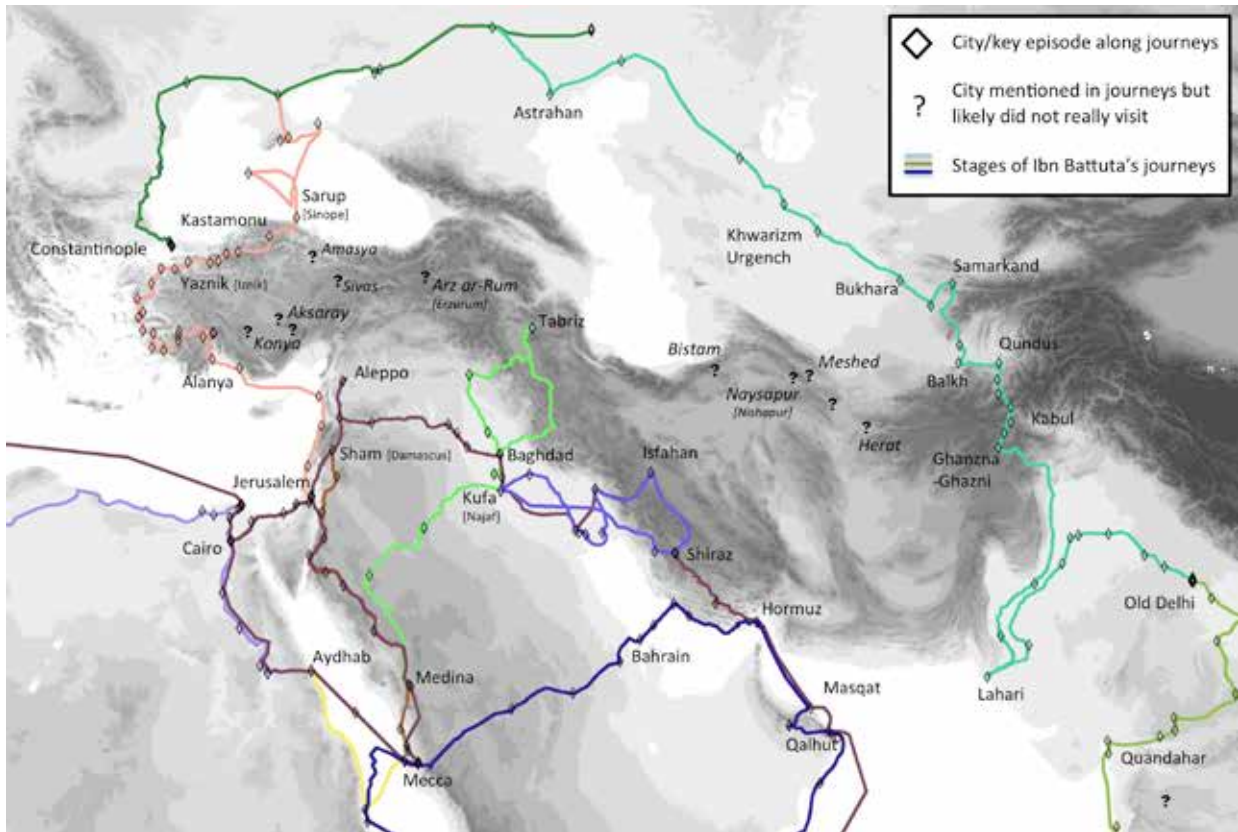 City/key episode along journeys
?
City mentioned in journeys but
likely did not really visit
Stages of Ibn Battuta's journeys
Astrahan
Sarup
[Sinope]
Kastamonu
Constantinople
? Amasya
Yaznik [Iznik]
? Sivas
? Arz ar-Rum
[Erzurum]
Khwarizm
Urgench
Samarkand
Bukhara
? Aksaray
? ?
Konya
Tabriz
Bistam
?
Meshed
? ?
Qundus
Balkh
Alanya
Aleppo
Naysapur
[Nishapur]
?
?
Herat
Kabul
Sham [Damascus]
Baghdad
Isfahan
Ghanzna
-Ghazni
Jerusalem
Kufa
[Najaf]
Cairo
Shiraz
Old Delhi
Hormuz
Aydhab
Medina
Bahrain
Masqat
Lahari
Qalhut
Mecca
Quandahar
?